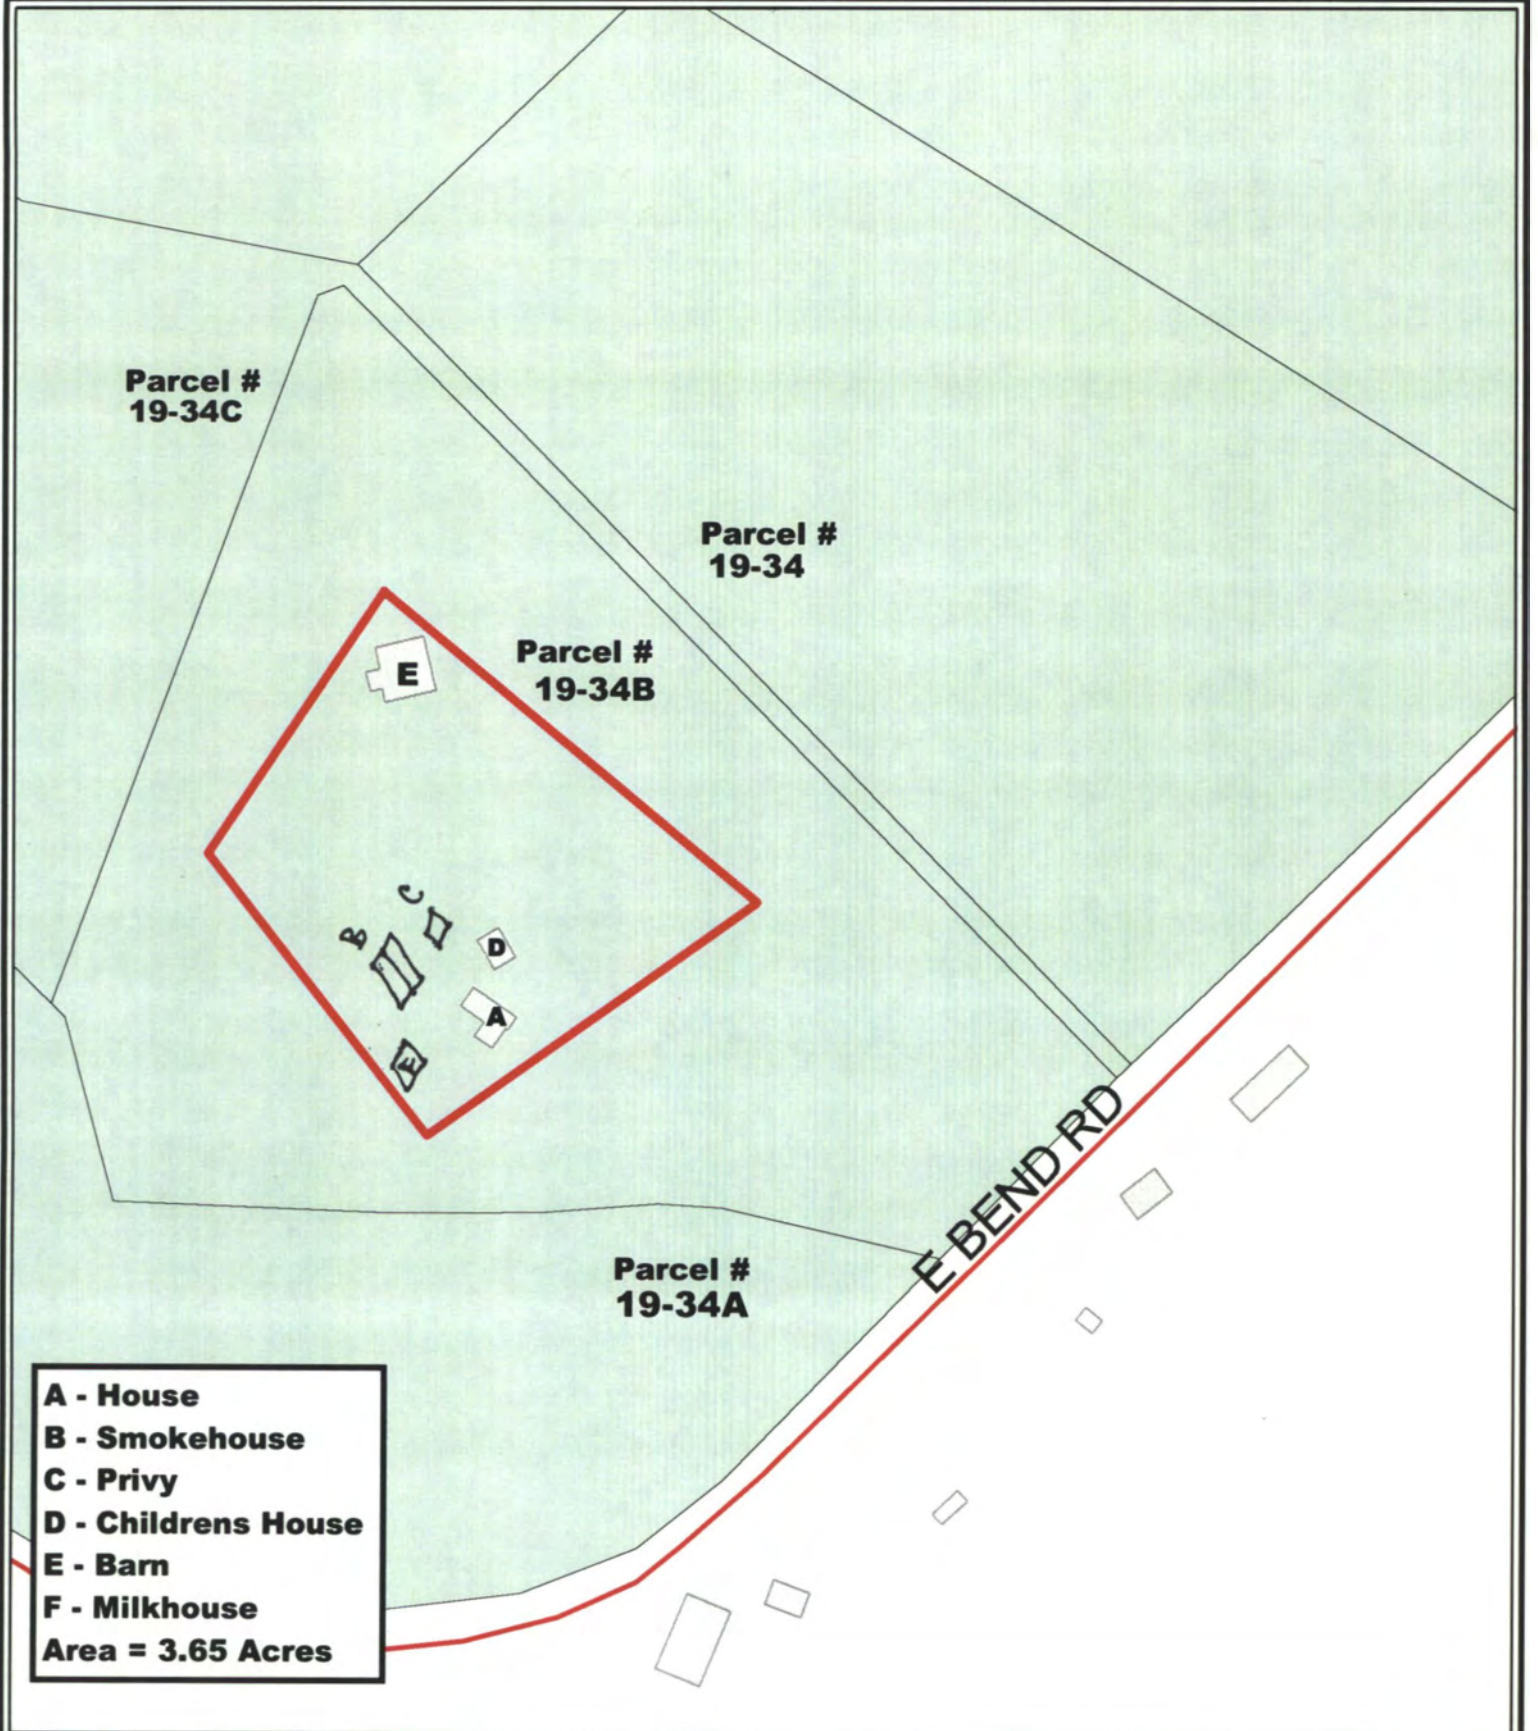 Parcel #
19-34C
Parcel #
19-34
Parcel #
19-34B
E
C
B
D
A
E
E BEND RD
Parcel #
19-34A
A - House
B - Smokehouse
C - Privy
D - Childrens House
E - Barn
F - Milkhouse
Area = 3.65 Acres